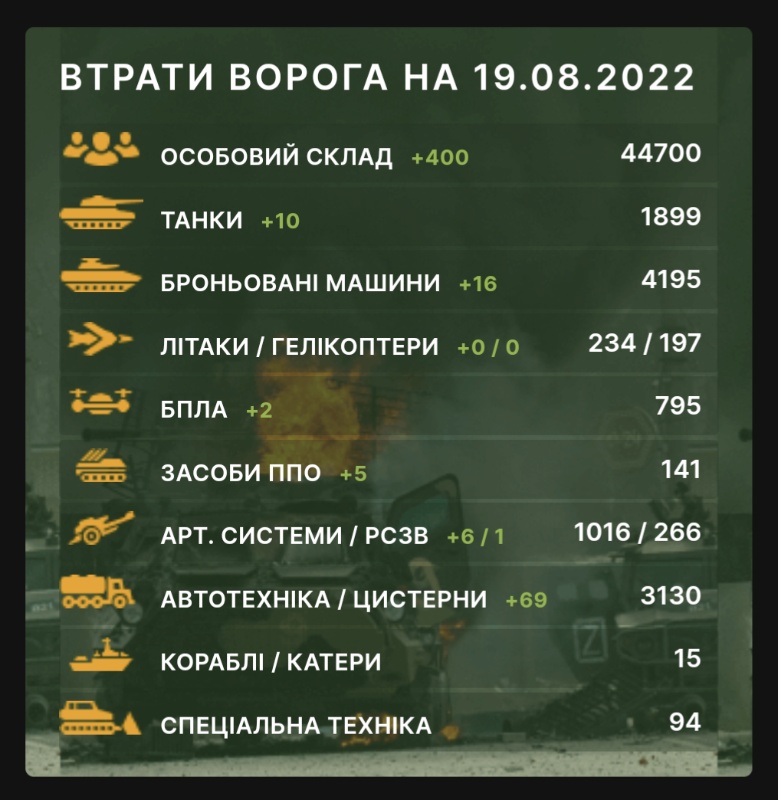 ВТРАТИ ВОРОГА НА 19.08.2022
ОСОБОВИЙ СКЛАД +400 44700
ТАНКИ +10 1899
БРОНЬОВАНІ МАШИНИ +16 4195
ЛІТАКИ / ГЕЛІКОПТЕРИ +0 / 0 234 / 197
БПЛА +2 795
ЗАСОБИ ППО +5 141
АРТ. СИСТЕМИ / РСЗВ +6 / 1 1016 / 266
АВТОТЕХНІКА / ЦИСТЕРНИ +69 3130
КОРАБЛІ / КАТЕРИ 15
СПЕЦІАЛЬНА ТЕХНІКА 94
Z